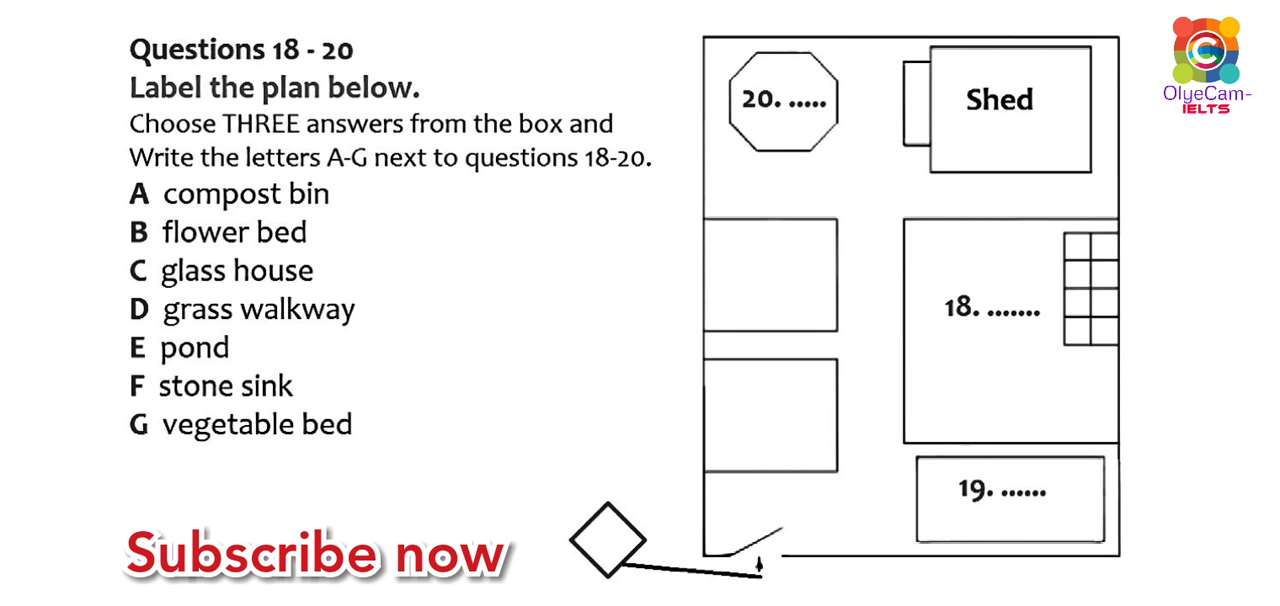 Questions 18 - 20
Label the plan below.
Choose THREE answers from the box and
Write the letters A-G next to questions 18-20.
A compost bin
B flower bed
C glass house
D grass walkway
E pond
F stone sink
G vegetable bed
Subscribe now
20. .....
Shed
18. .......
19. ......
C
OlyeCam-
IELTS